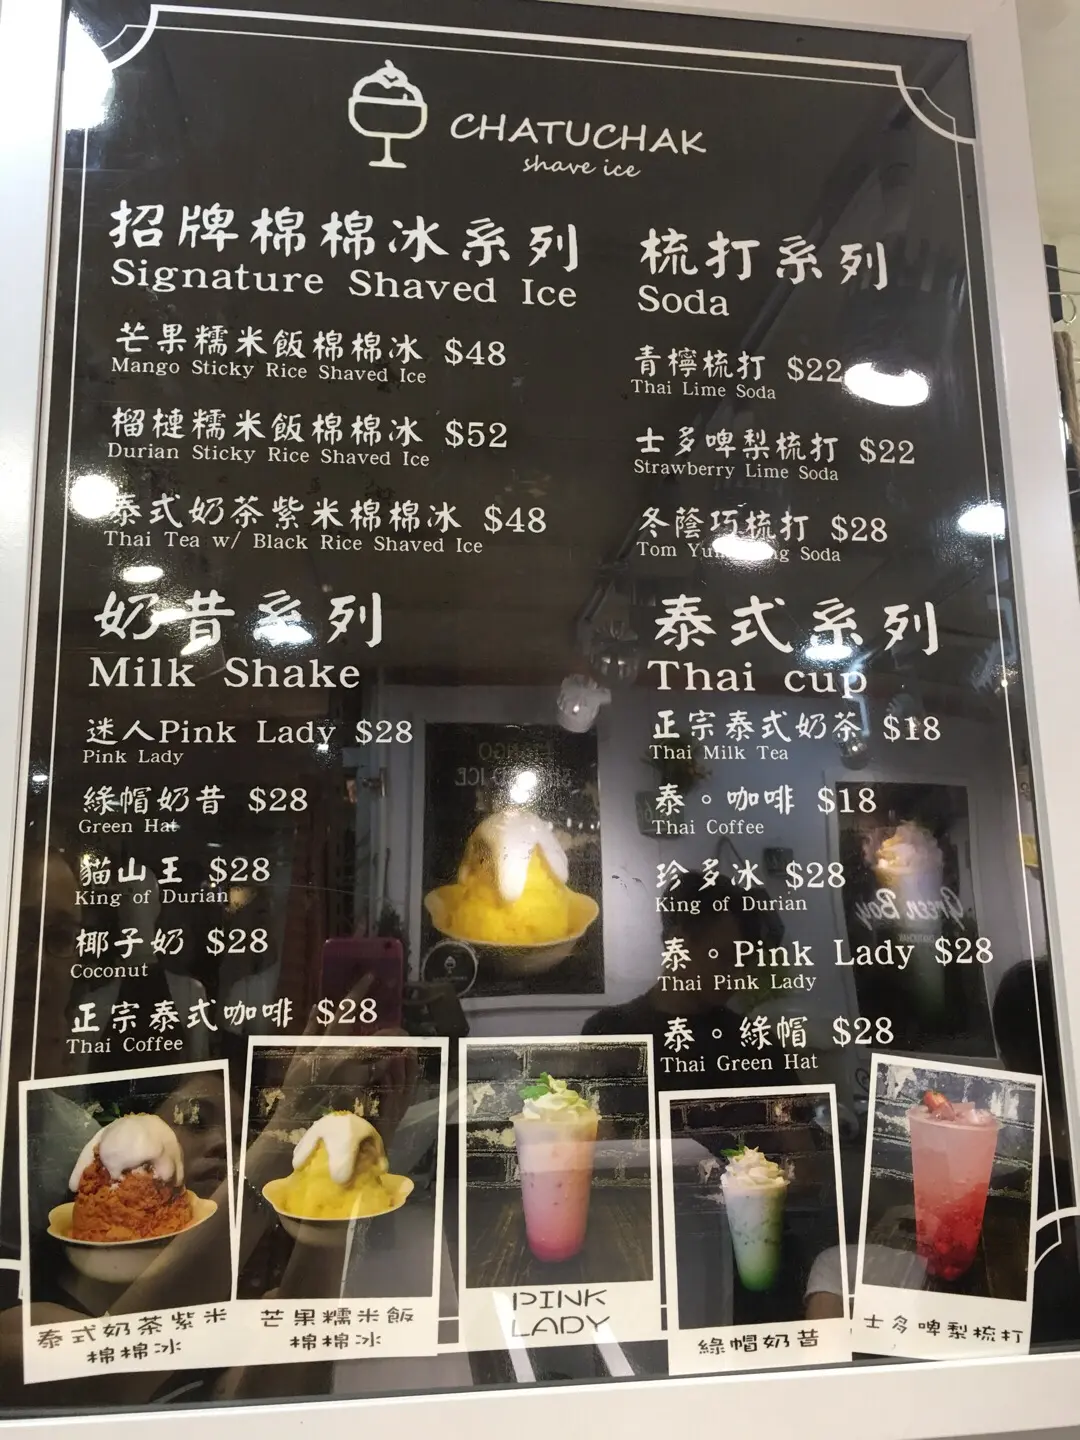 CHATUCHAK
shave ice
招牌棉棉冰系列
Signature Shaved Ice
芒果糯米飯棉棉冰 $48
Mango Sticky Rice Shaved Ice
榴槤糯米飯棉棉冰 $52
Durian Sticky Rice Shaved Ice
泰式奶茶紫米棉棉冰 $48
Thai Tea w/ Black Rice Shaved Ice
奶昔系列
Milk Shake
迷人Pink Lady $28
Pink Lady
綠帽奶昔 $28
Green Hat
貓山王 $28
King of Durian
椰子奶 $28
Coconut
正宗泰式咖啡 $28
Thai Coffee
梳打系列
Soda
青檸梳打 $22
Thai Lime Soda
士多啤梨梳打 $22
Strawberry Lime Soda
冬蔭巧梳打 $28
Tom Soda
泰式系列
Thai cup
正宗泰式奶茶 $18
Thai Milk Tea
泰。咖啡 $18
Thai Coffee
珍多冰 $28
King of Durian
泰。Pink Lady $28
Thai Pink Lady
泰。綠帽 $28
Thai Green Hat
泰式奶茶紫米
棉棉冰
芒果糯米飯
棉棉冰
PINK
LADY
綠帽奶昔
士多啤梨梳打